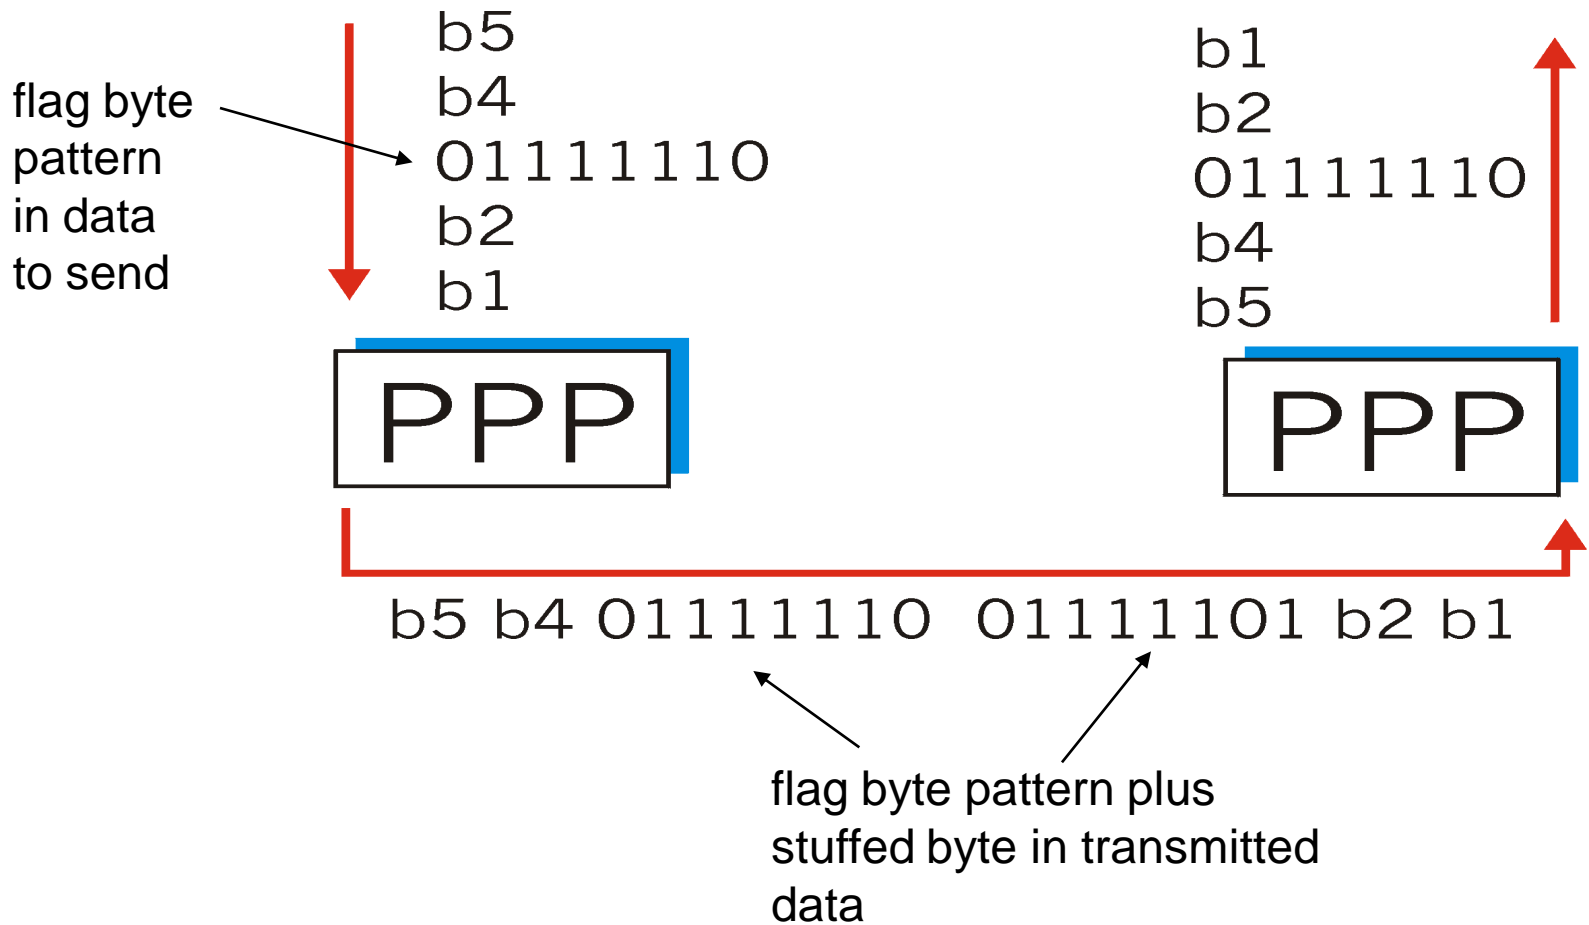 flag byte
pattern
in data
to send
b5
b4
01111110
b2
b1
PPP
b1
b2
01111110
b4
b5
PPP
b5 b4 01111110 01111101 b2 b1
flag byte pattern plus
stuffed byte in transmitted
data